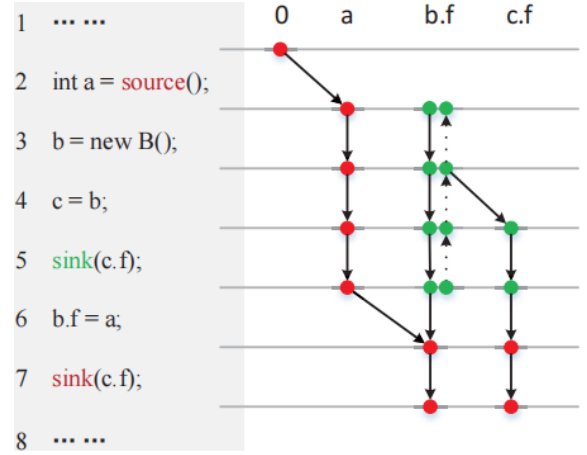 0 a b.f c.f
1 ... ...
2 int a = source();
3 b = new B();
4 c = b;
5 sink(c.f);
6 b.f = a;
7 sink(c.f);
8 ... ...